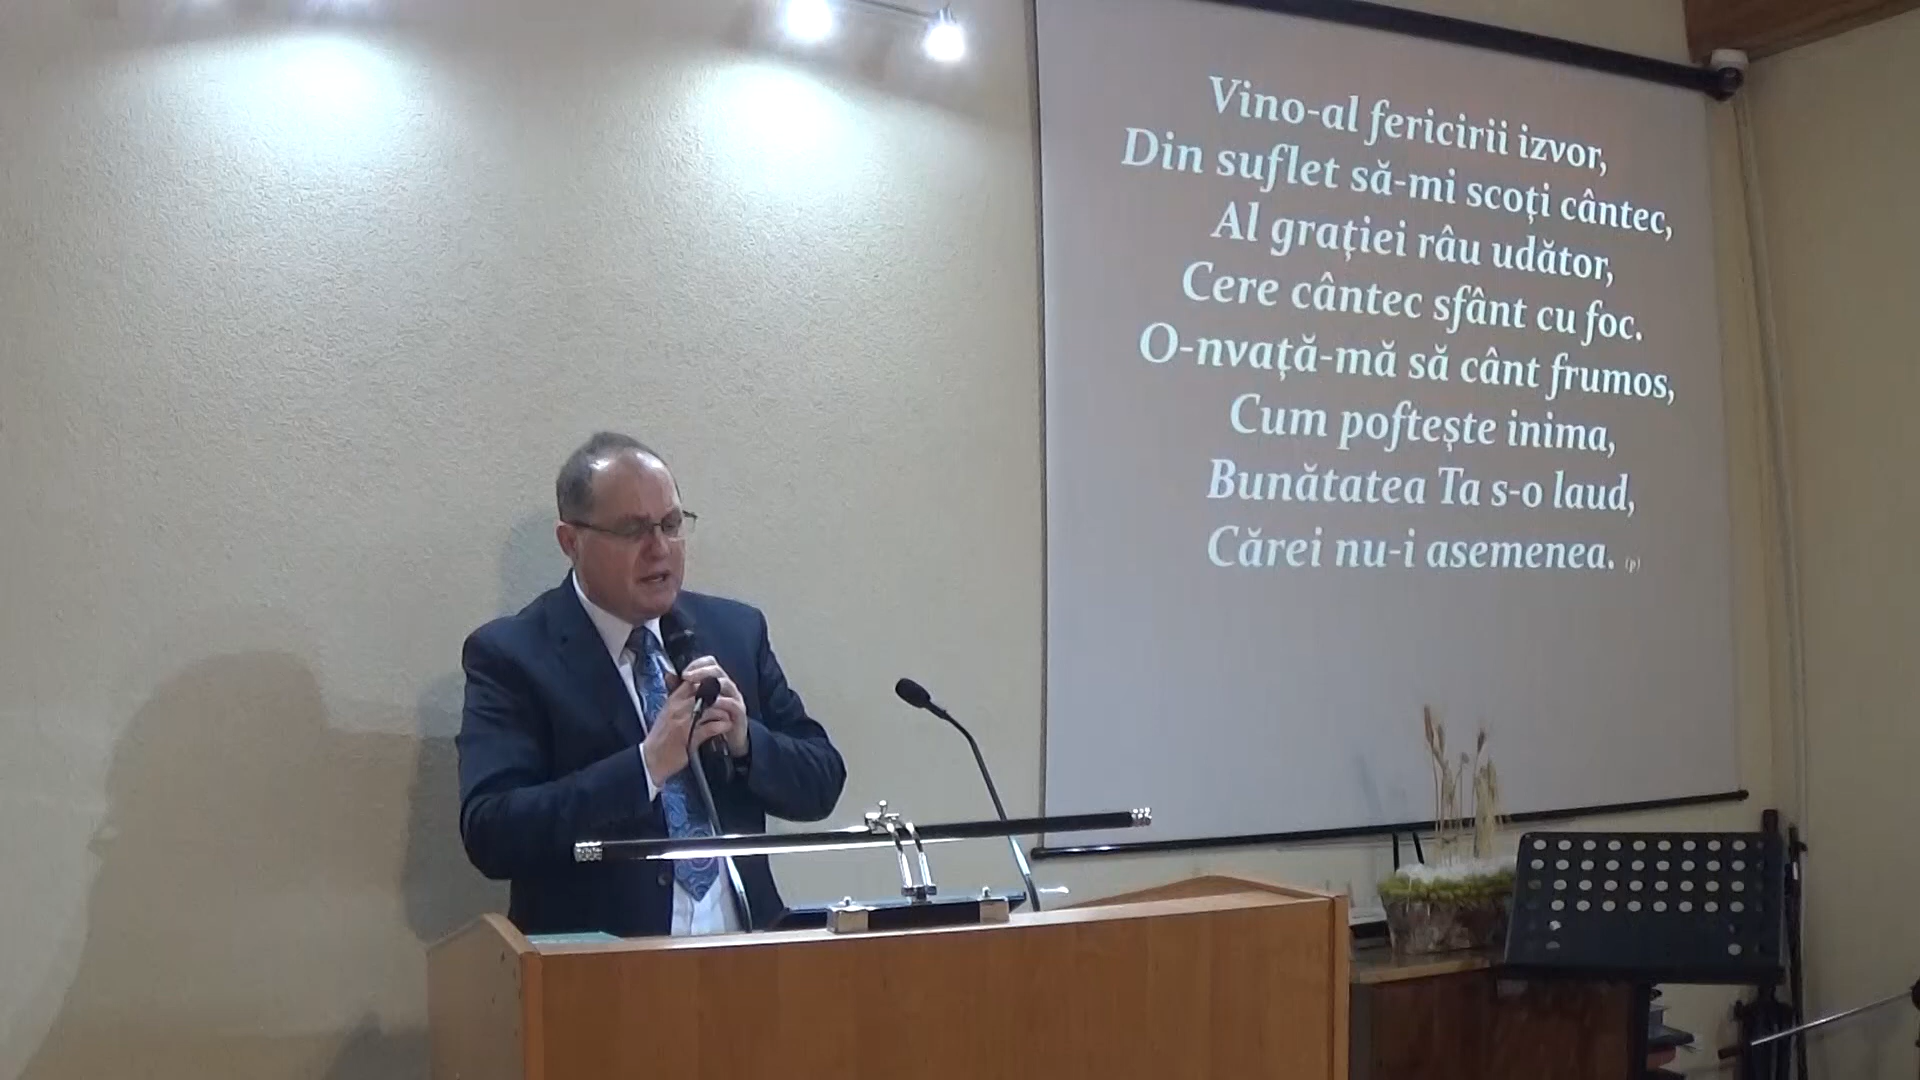 Vino-al fericirii izvor,
Din suflet să-mi scoți cântec,
Al grației râu udător,
Cere cântec sfânt cu foc.
O-nvață-mă să cânt frumos,
Cum poftește inima,
Bunătatea Ta s-o laud,
Cărei nu-i asemenea. (p)